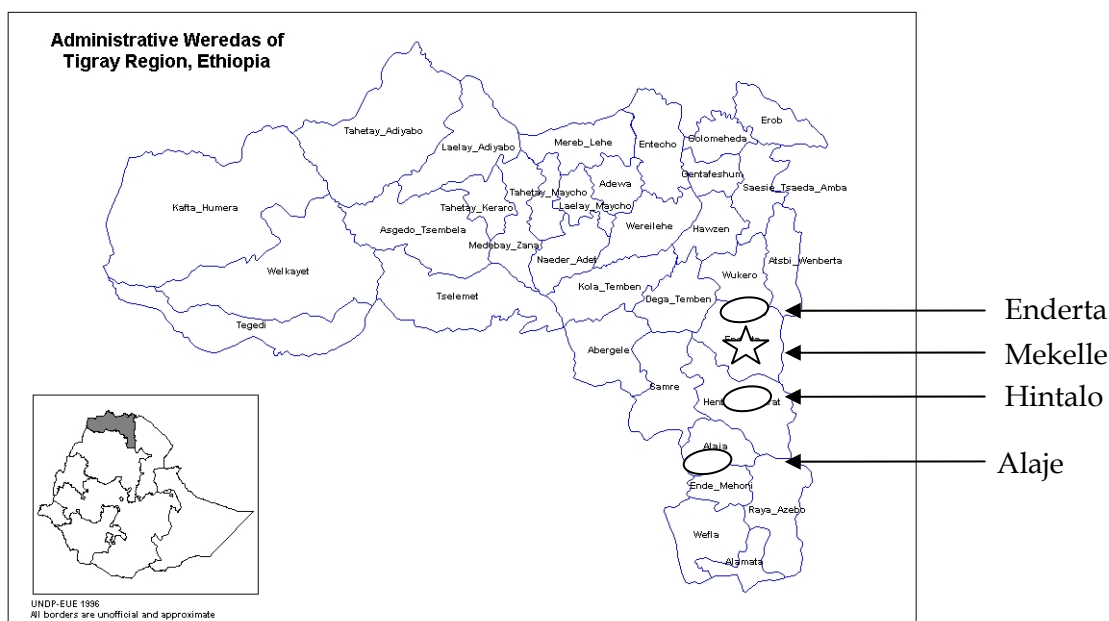 Administrative Weredas of
Tigray Region, Ethiopia
Erob
Tahetay_Adiyabo
Laelay_Adiyabo
Mereb_Lehe
Entecho
Golomeheda
Gentafeshum
Saesie_Tsaeda_Amba
Adewa
Tahetay_Maycho
Laelay_Maycho
Kafta_Humera
Tahetay_Keraro
Asgedo_Tsembela
Wereilehe
Hawzen
Medebay_Zana
Naeder_Adet
Welkayet
Wukero
Atsbi_Wenberta
Kola_Temben
Dega_Temben
Tselemet
Enderta
Tegedi
Abergele
Mekelle
Samre
Hintalo
Alaja
Alaje
Ende_Mehoni
Raya_Azebo
Wefla
Alamata
UNDP-EUE 1996
All borders are unofficial and approximate